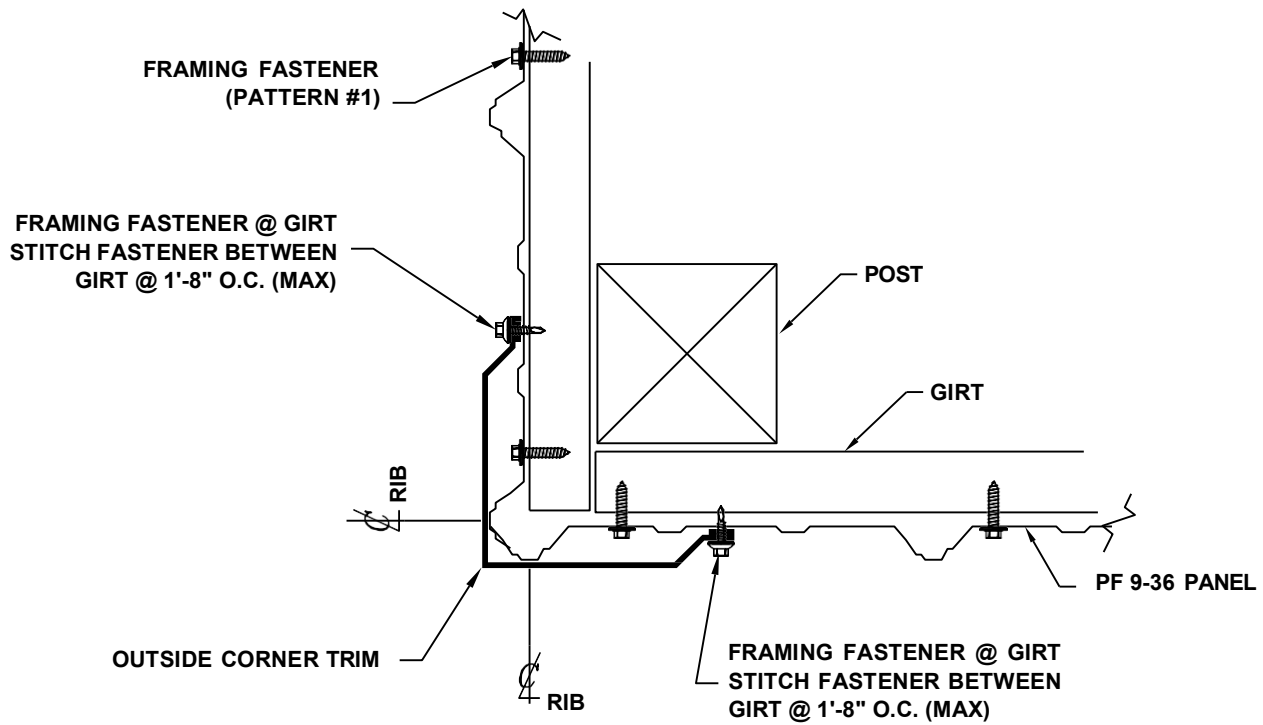 FRAMING FASTENER
(PATTERN #1)
FRAMING FASTENER @ GIRT
STITCH FASTENER BETWEEN
GIRT @ 1'-8" O.C. (MAX)
POST
GIRT
℄ RIB
PF 9-36 PANEL
OUTSIDE CORNER TRIM
℄ RIB
FRAMING FASTENER @ GIRT
STITCH FASTENER BETWEEN
GIRT @ 1'-8" O.C. (MAX)